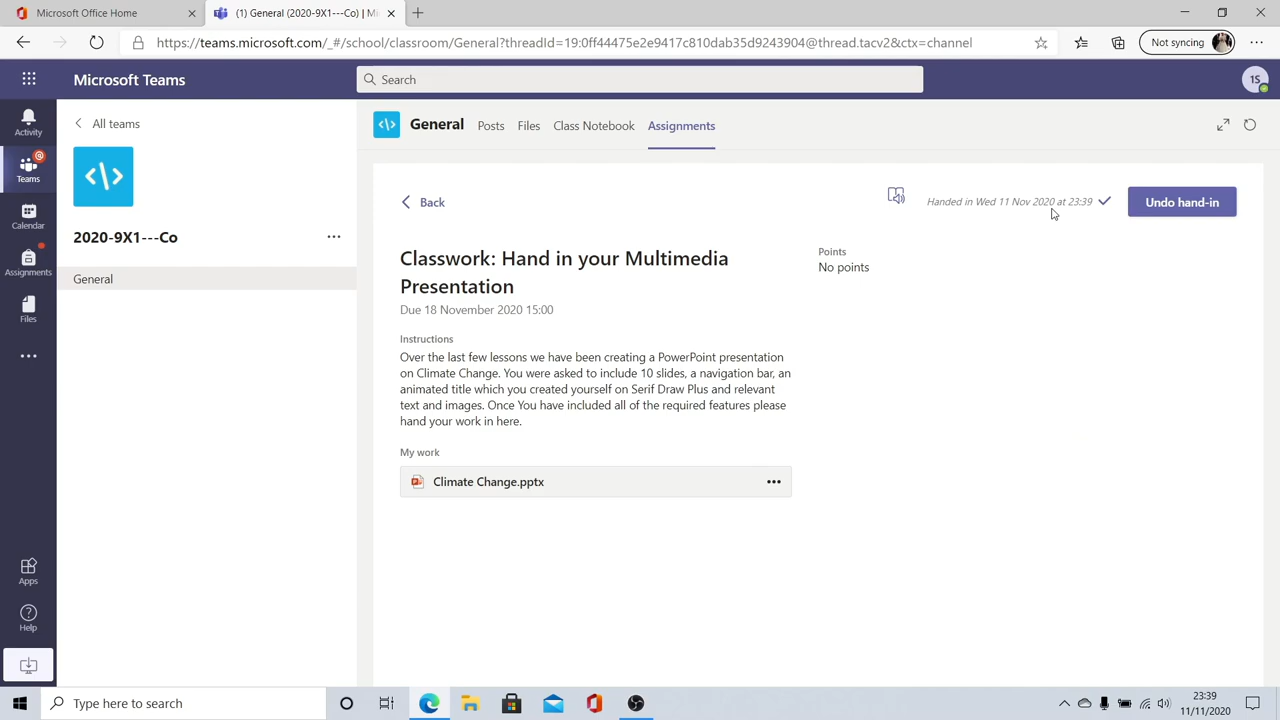 Microsoft Office Home
(1) General (2020-9X1---Co) | Mi
https://teams.microsoft.com/_#/school/classroom/General?threadId=19:0ff44475e2e9417c810dab35d9243904@thread.tacv2&ctx=channel
Not syncing
Microsoft Teams
Search
1S
Activity
Teams
Calendar
Assignments
Files
Apps
Help
All teams
2020-9X1---Co
General
General
Posts
Files
Class Notebook
Assignments
Back
Handed in Wed 11 Nov 2020 at 23:39
Undo hand-in
Classwork: Hand in your Multimedia
Presentation
Due 18 November 2020 15:00
Points
No points
Instructions
Over the last few lessons we have been creating a PowerPoint presentation
on Climate Change. You were asked to include 10 slides, a navigation bar, an
animated title which you created yourself on Serif Draw Plus and relevant
text and images. Once You have included all of the required features please
hand your work in here.
My work
Climate Change.pptx
Type here to search
23:39
11/11/2020